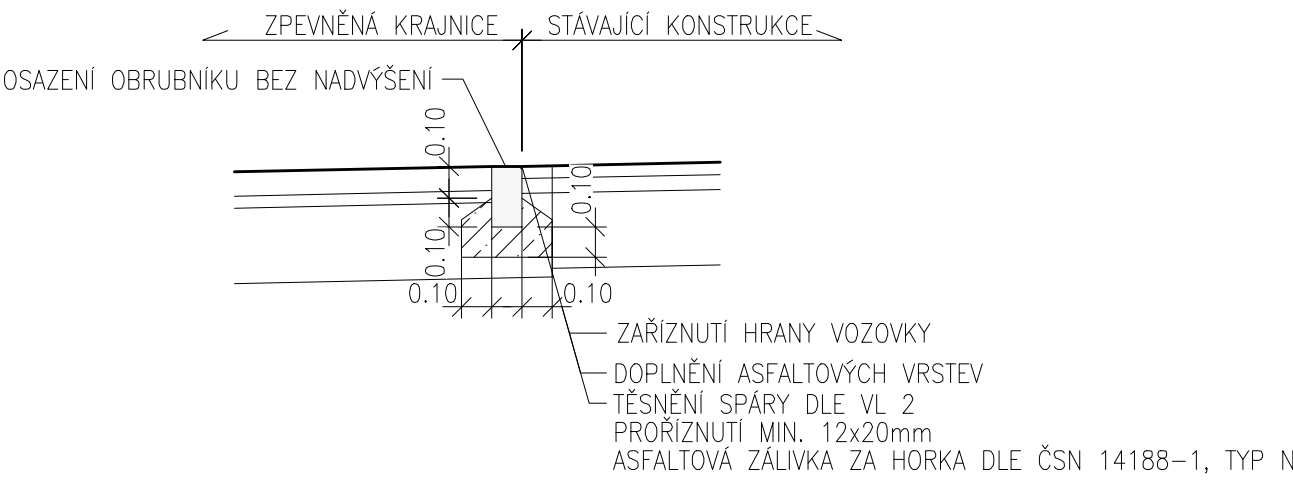 ZPEVNĚNÁ KRAJNICE
STÁVAJÍCÍ KONSTRUKCE
OSAZENÍ OBRUBNÍKU BEZ NADVÝŠENÍ
0.10
0.10
0.10
0.10
0.10
ZAŘÍZNUTÍ HRANY VOZOVKY
DOPLNĚNÍ ASFALTOVÝCH VRSTEV
TĚSNĚNÍ SPÁRY DLE VL 2
PROŘÍZNUTÍ MIN. 12x20mm
ASFALTOVÁ ZÁLIVKA ZA HORKA DLE ČSN 14188-1, TYP N